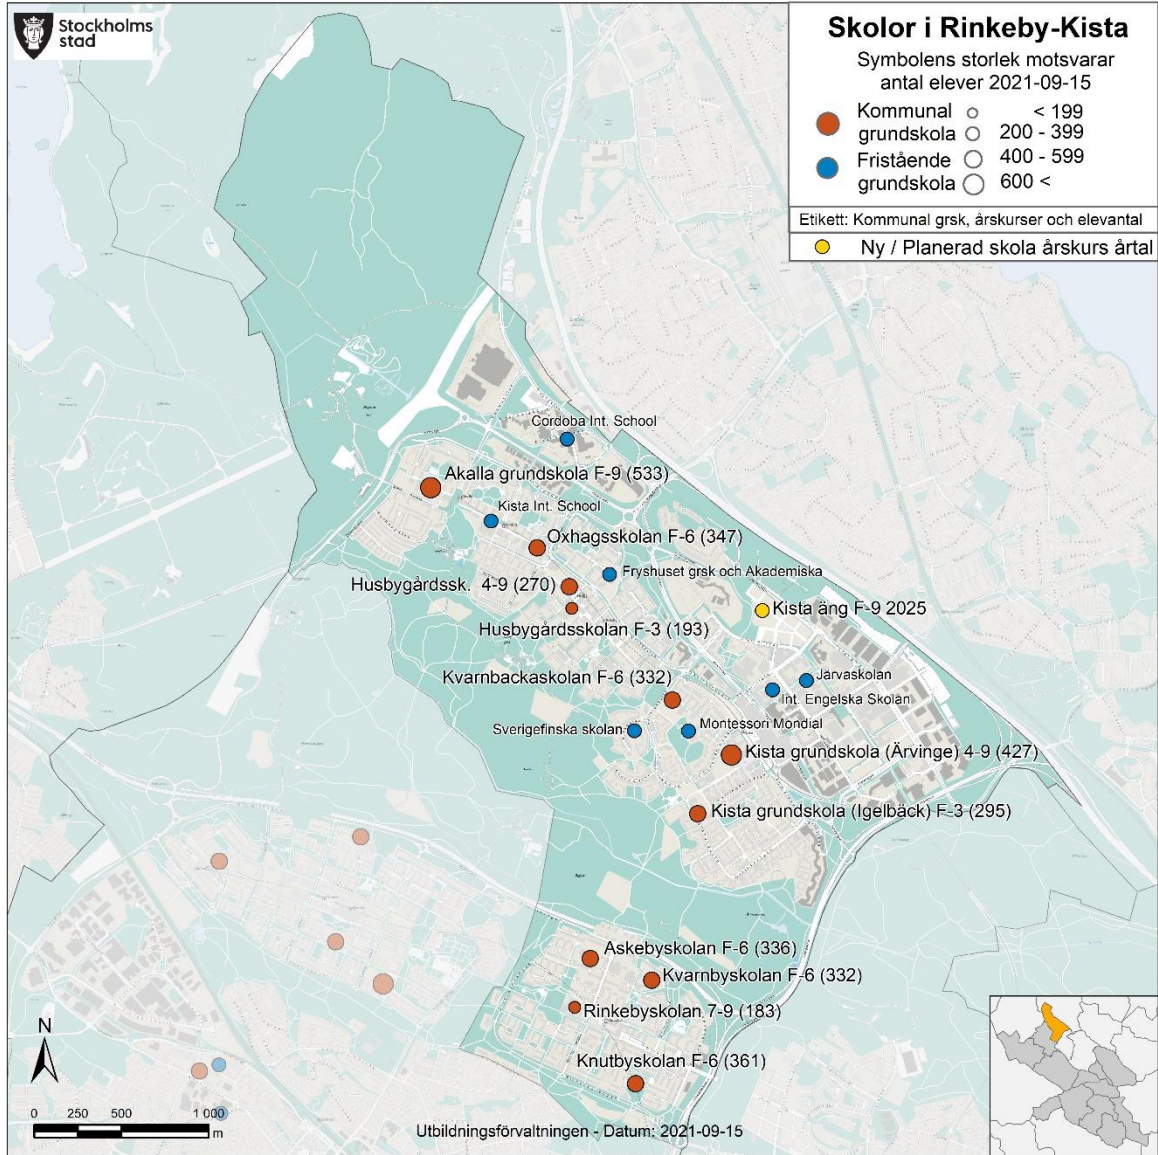 Stockholms
stad
Skolor i Rinkeby-Kista
Symbolens storlek motsvarar
antal elever 2021-09-15
Kommunal
grundskola
< 199
200 - 399
Fristående
grundskola
400 - 599
600 <
Etikett: Kommunal grsk, årskurser och elevantal
Ny / Planerad skola årskurs årtal
Cordoba Int. School
Akalla grundskola F-9 (533)
Kista Int. School
Oxhagsskolan F-6 (347)
Fryshuset grsk och Akademiska
Husbygårdssk. 4-9 (270)
Kista äng F-9 2025
Husbygårdsskolan F-3 (193)
Kvarnbackaskolan F-6 (332)
Järvaskolan
Int. Engelska Skolan
Sverigefinska skolan
Montessori Mondial
Kista grundskola (Ärvinge) 4-9 (427)
Kista grundskola (Igelbäck) F-3 (295)
Askebyskolan F-6 (336)
Kvarnbyskolan F-6 (332)
Rinkebyskolan 7-9 (183)
Knutbyskolan F-6 (361)
N
0 250 500 1 000
m
Utbildningsförvaltningen - Datum: 2021-09-15